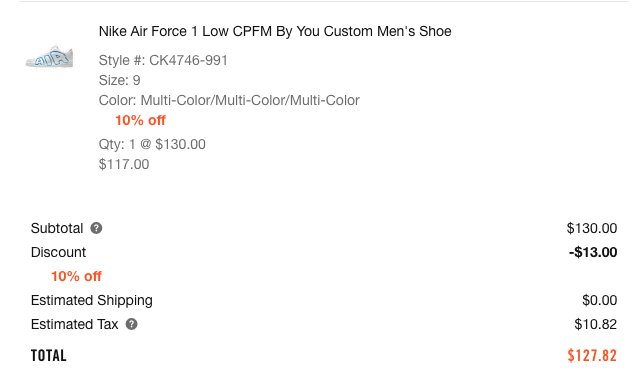 Nike Air Force 1 Low CPFM By You Custom Men's Shoe
AIR
Style #: CK4746-991
Size: 9
Color: Multi-Color/Multi-Color/Multi-Color
10% off
Qty: 1 @ $130.00
$117.00
Subtotal ? $130.00
Discount -$13.00
10% off
Estimated Shipping $0.00
Estimated Tax ? $10.82
TOTAL $127.82